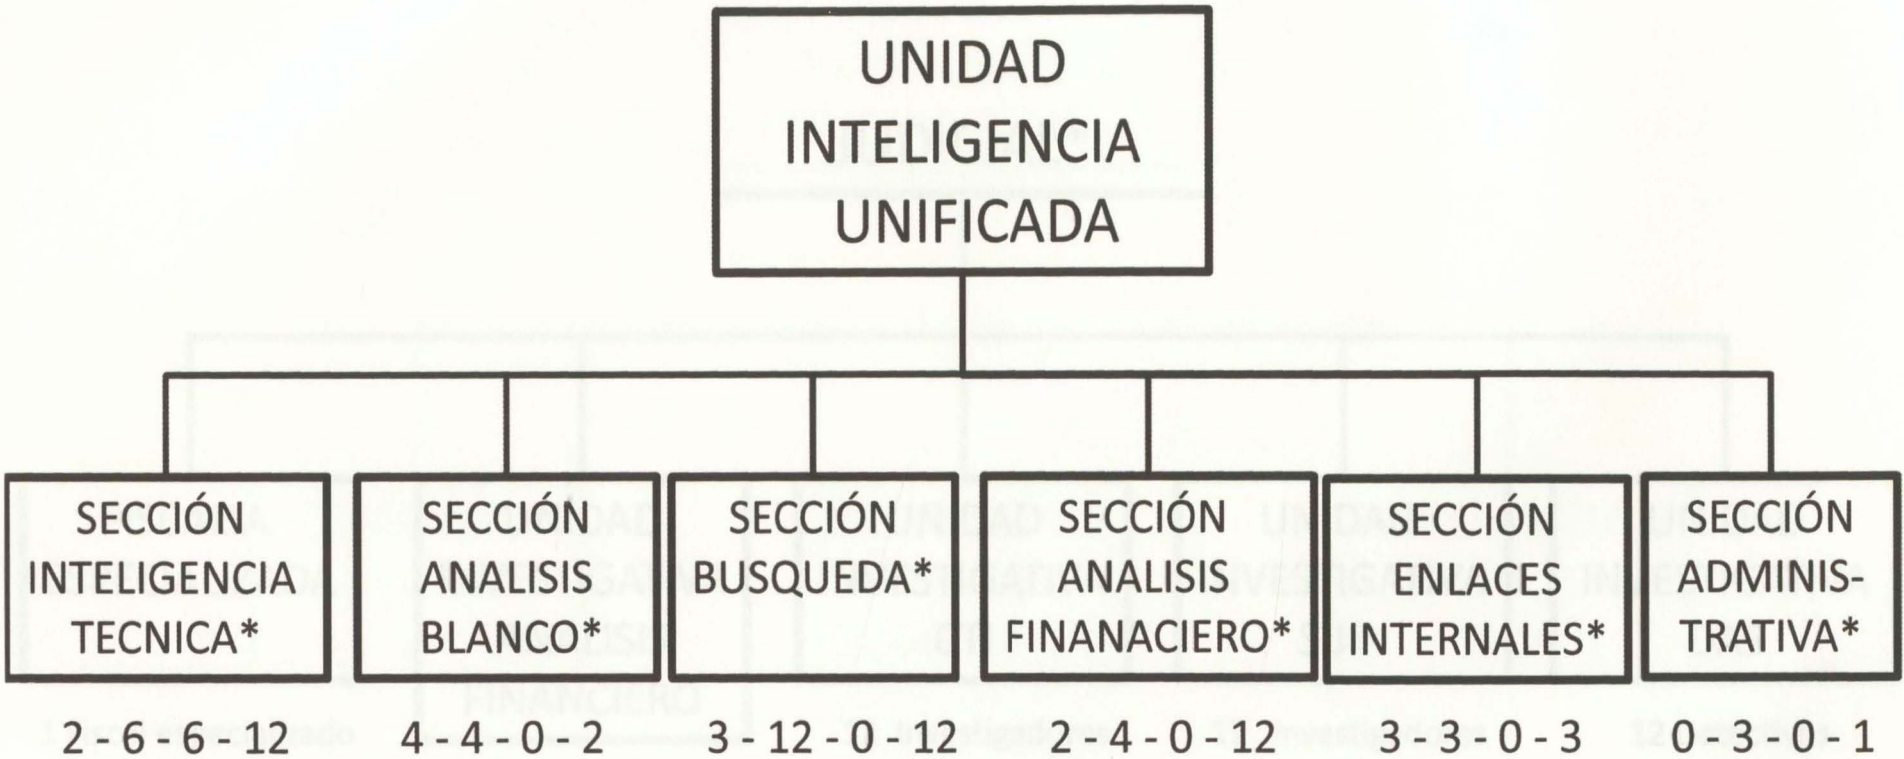 UNIDAD
INTELIGENCIA
UNIFICADA
SECCIÓN
INTELIGENCIA
TECNICA*
2 - 6 - 6 - 12
SECCIÓN
ANALISIS
BLANCO*
4 - 4 - 0 - 2
SECCIÓN
BUSQUEDA*
3 - 12 - 0 - 12
SECCIÓN
ANALISIS
FINANACIERO*
2 - 4 - 0 - 12
SECCIÓN
ENLACES
INTERNALES*
3 - 3 - 0 - 3
SECCIÓN
ADMINIS-
TRATIVA*
0 - 3 - 0 - 1